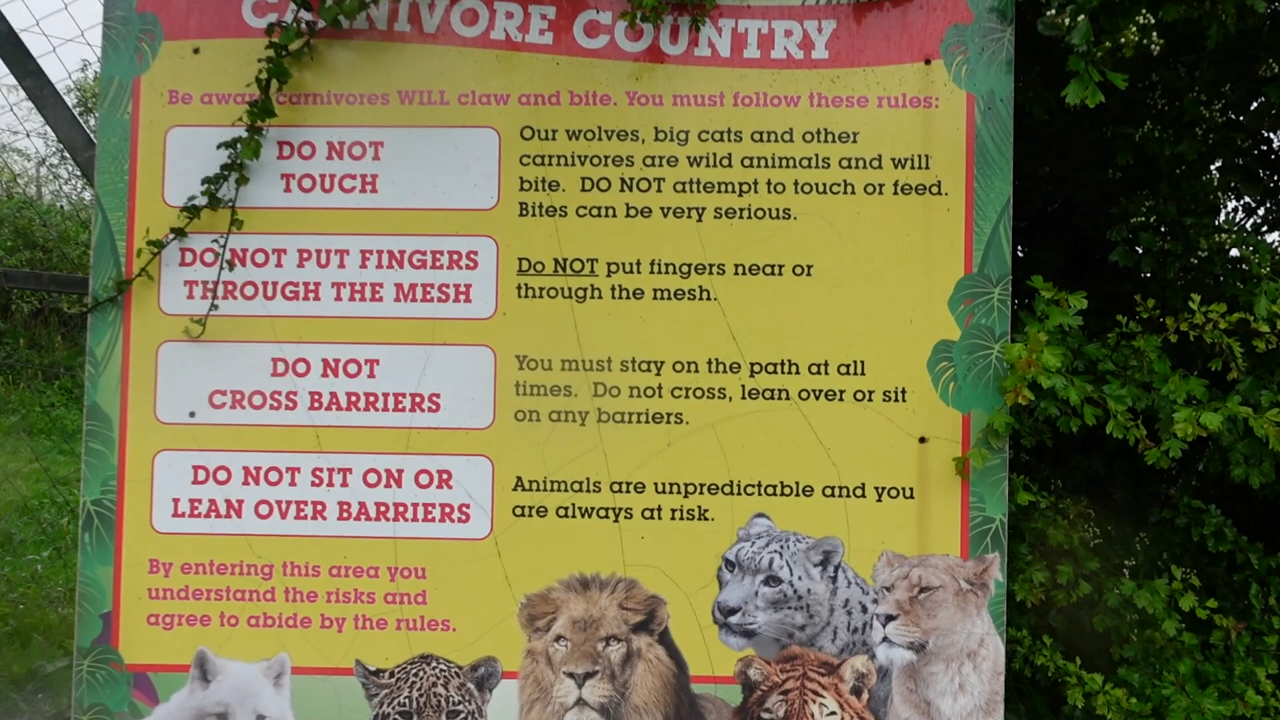 CARNIVORE COUNTRY
Be aware carnivores WILL claw and bite. You must follow these rules:
DO NOT
TOUCH
Our wolves, big cats and other
carnivores are wild animals and will
bite. DO NOT attempt to touch or feed.
Bites can be very serious.
DO NOT PUT FINGERS
THROUGH THE MESH
Do NOT put fingers near or
through the mesh.
DO NOT
CROSS BARRIERS
You must stay on the path at all
times. Do not cross, lean over or sit
on any barriers.
DO NOT SIT ON OR
LEAN OVER BARRIERS
Animals are unpredictable and you
are always at risk.
By entering this area you
understand the risks and
agree to abide by the rules.